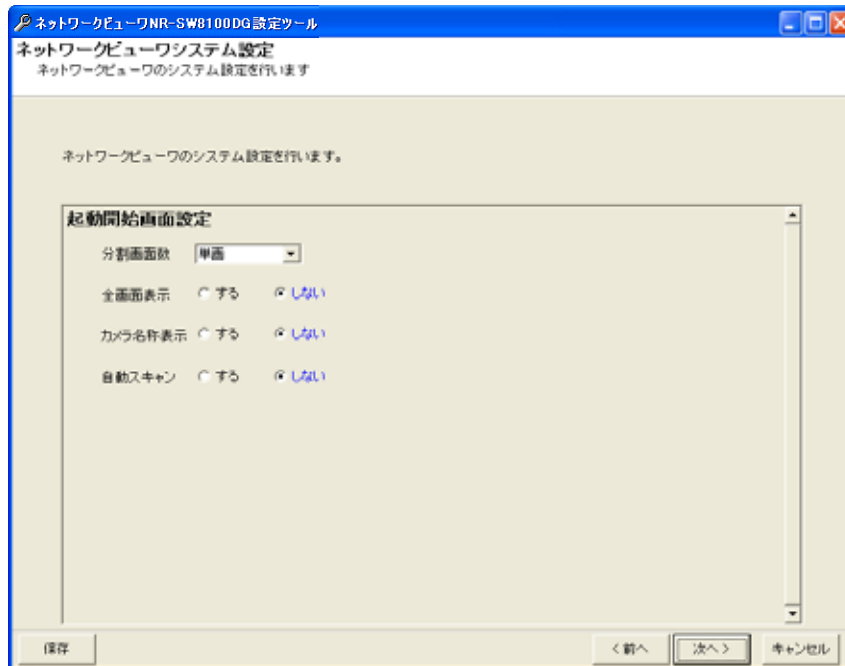 ネットワークビューワNR-SW8100DG設定ツール
ネットワークビューワシステム設定
ネットワークビューワのシステム設定を行います
ネットワークビューワのシステム設定を行います。
起動開始画面設定
分割画面数 単画
全画面表示 する しない
カメラ名称表示 する しない
自動スキャン する しない
保存 < 前へ 次へ > キャンセル